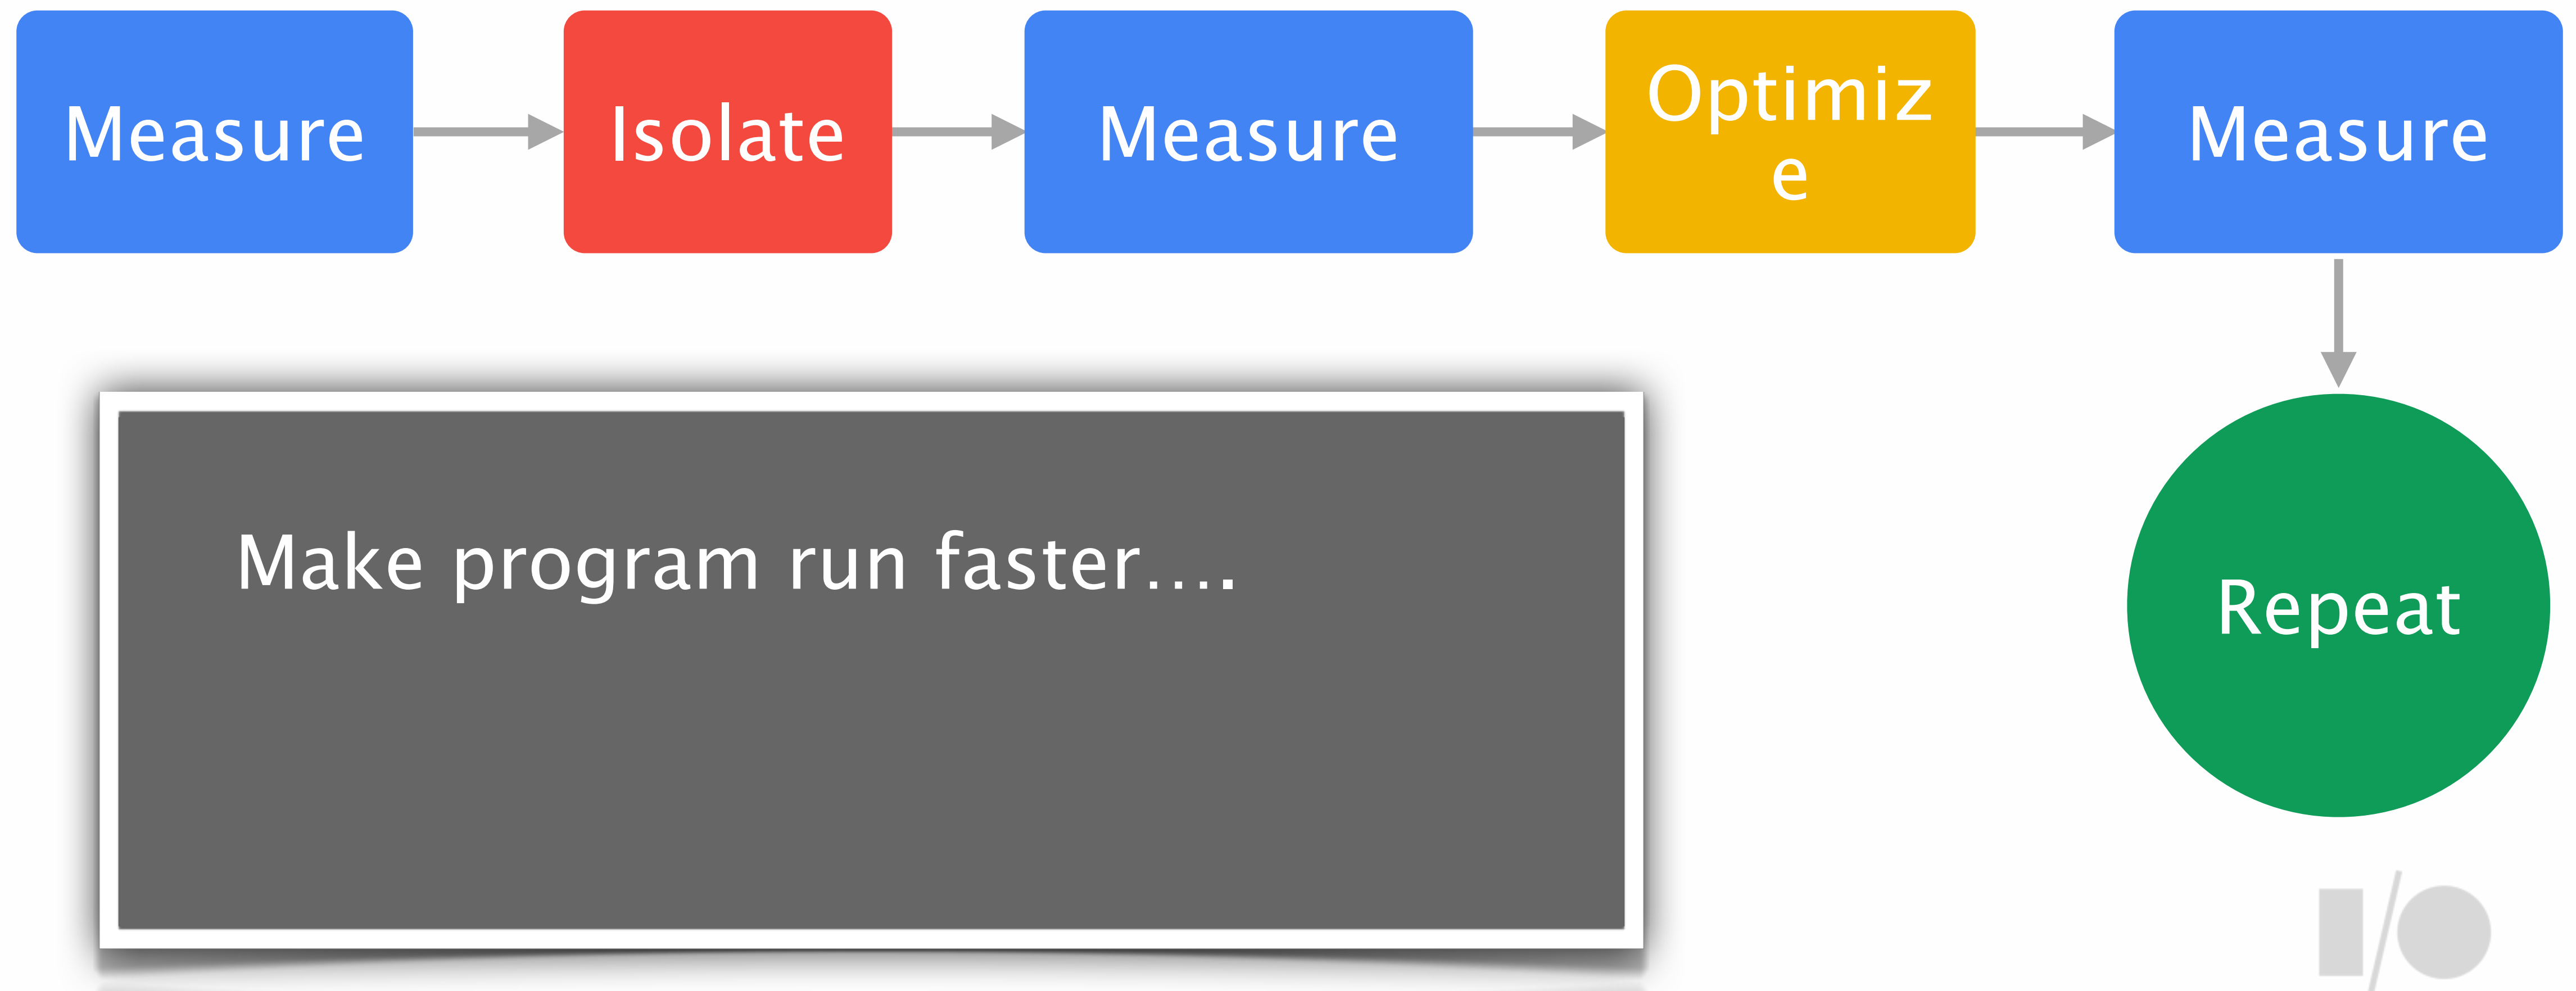 Measure
Isolate
Measure
Optimiz
e
Measure
Make program run faster....
Repeat
I/O